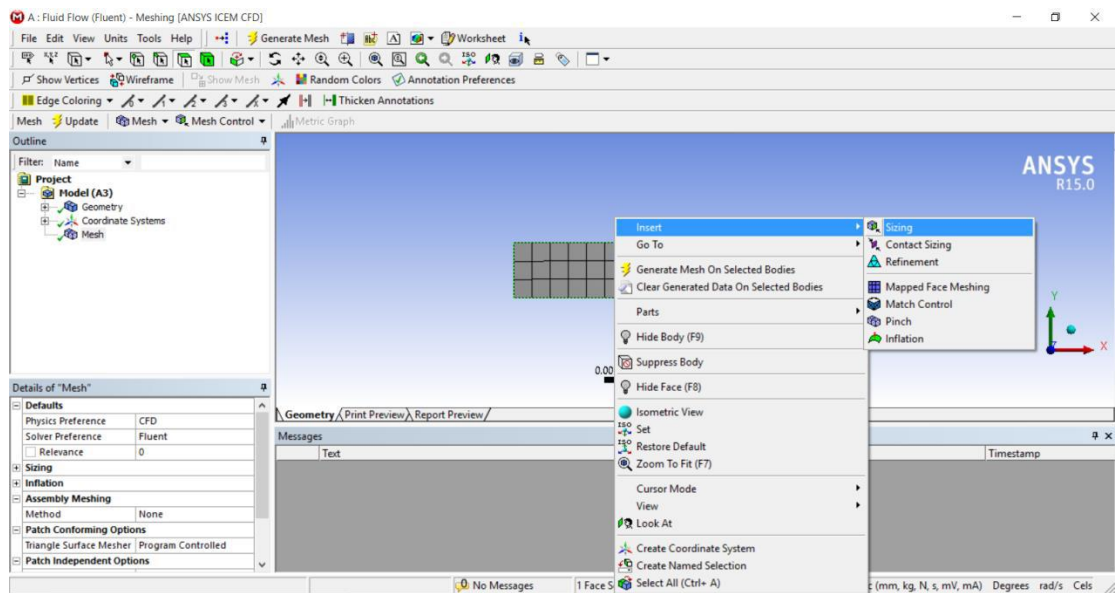 A : Fluid Flow (Fluent) - Meshing [ANSYS ICEM CFD]
File Edit View Units Tools Help Generate Mesh A Worksheet
Show Vertices Wireframe Show Mesh Random Colors Annotation Preferences
Edge Coloring Thicken Annotations
Mesh Update Mesh Mesh Control Metric Graph
Outline
Filter: Name
Project
Model (A3)
Geometry
Coordinate Systems
Mesh
ANSYS
R15.0
Insert
Go To
Generate Mesh On Selected Bodies
Clear Generated Data On Selected Bodies
Parts
Hide Body (F9)
Suppress Body
Hide Face (F8)
Isometric View
ISO Set
ISO Restore Default
Zoom To Fit (F7)
Cursor Mode
View
Look At
Create Coordinate System
Create Named Selection
Select All (Ctrl+ A)
Sizing
Contact Sizing
Refinement
Mapped Face Meshing
Match Control
Pinch
Inflation
Y
X
0.00
Geometry Print Preview Report Preview
Details of "Mesh"
Defaults
Physics Preference CFD
Solver Preference Fluent
Relevance 0
Sizing
Inflation
Assembly Meshing
Method None
Patch Conforming Options
Triangle Surface Mesher Program Controlled
Patch Independent Options
Messages
Text Timestamp
No Messages 1 Face S c (mm, kg, N, s, mV, mA) Degrees rad/s Cels